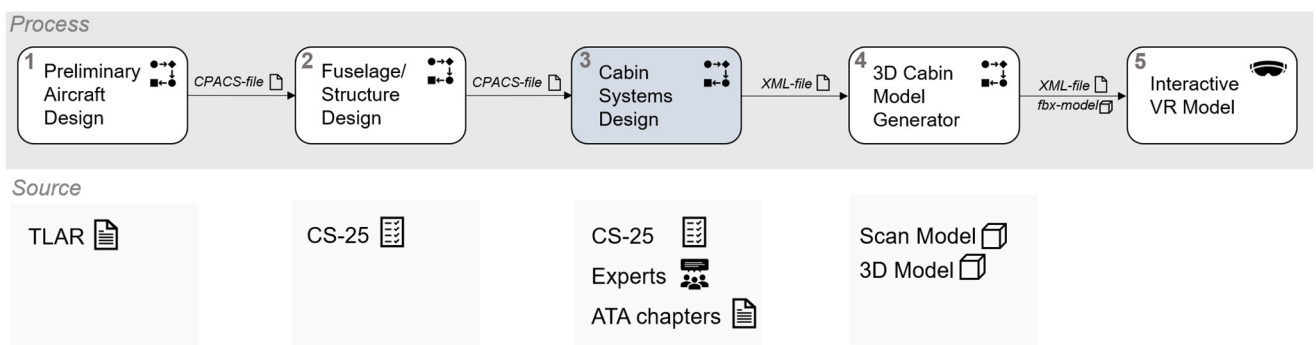 Process
1 Preliminary
Aircraft
Design
CPACS-file
2 Fuselage/
Structure
Design
CPACS-file
3 Cabin
Systems
Design
XML-file
4 3D Cabin
Model
Generator
XML-file
fbx-model
5 Interactive
VR Model
Source
TLAR
CS-25
CS-25
Experts
ATA chapters
Scan Model
3D Model